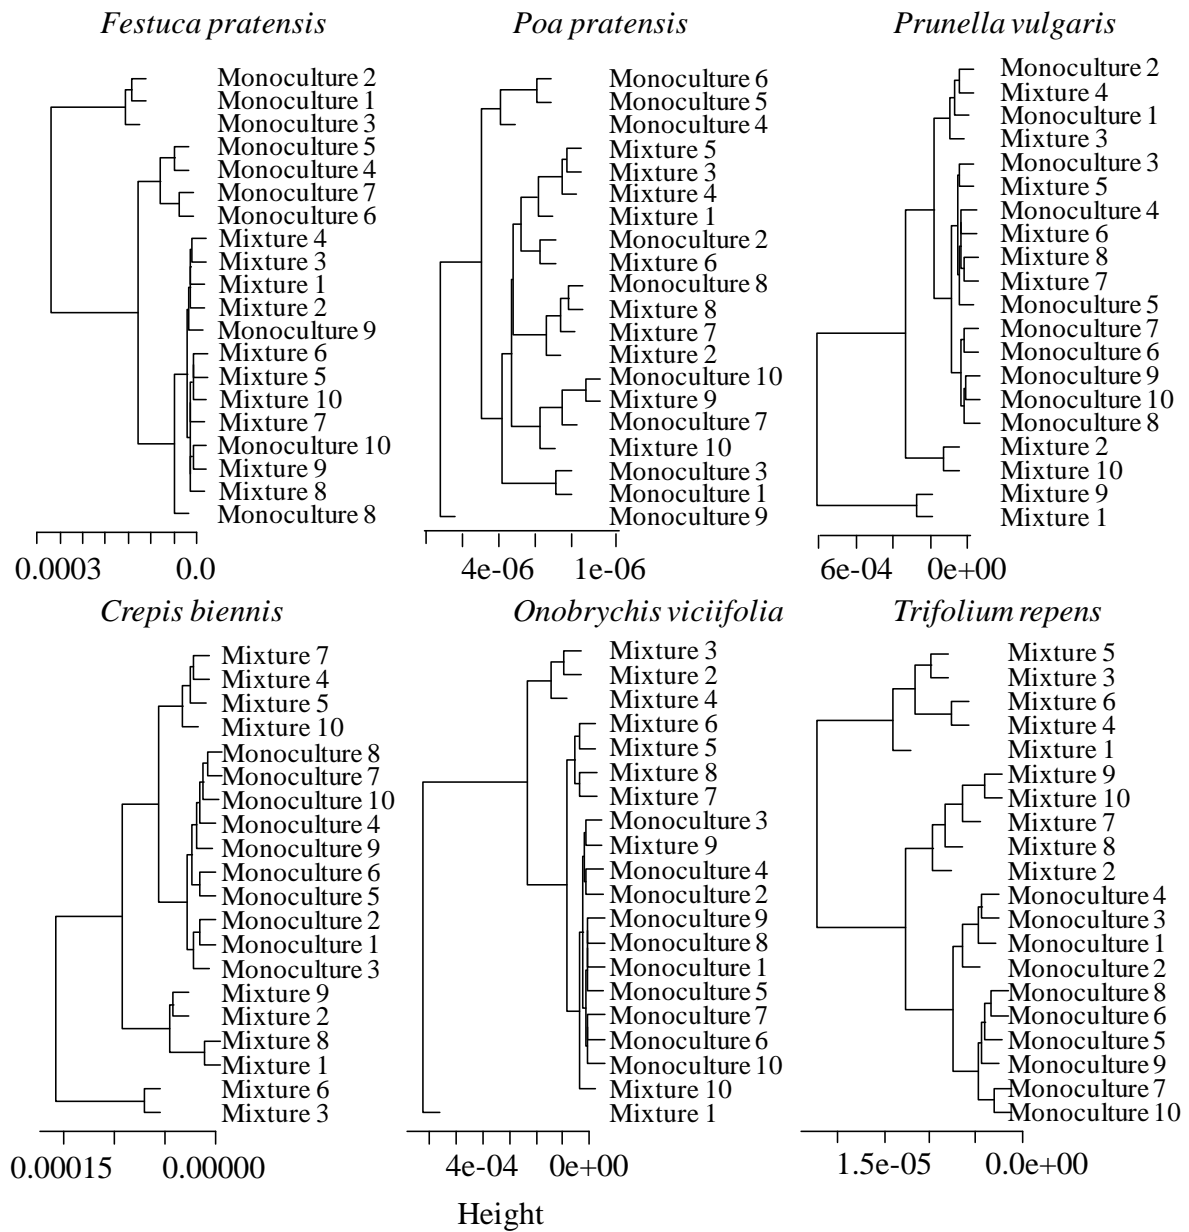 Festuca pratensis
Monoculture 2
Monoculture 1
Monoculture 3
Monoculture 5
Monoculture 4
Monoculture 7
Monoculture 6
Mixture 4
Mixture 3
Mixture 1
Mixture 2
Monoculture 9
Mixture 6
Mixture 5
Mixture 10
Mixture 7
Monoculture 10
Mixture 9
Mixture 8
Monoculture 8
0.0003 0.0
Poa pratensis
Monoculture 6
Monoculture 5
Monoculture 4
Mixture 5
Mixture 3
Mixture 4
Mixture 1
Monoculture 2
Mixture 6
Monoculture 8
Mixture 8
Mixture 7
Mixture 2
Monoculture 10
Mixture 9
Monoculture 7
Mixture 10
Monoculture 3
Monoculture 1
Monoculture 9
4e-06 1e-06
Prunella vulgaris
Monoculture 2
Mixture 4
Monoculture 1
Mixture 3
Monoculture 3
Mixture 5
Monoculture 4
Mixture 6
Mixture 8
Mixture 7
Monoculture 5
Monoculture 7
Monoculture 6
Monoculture 9
Monoculture 10
Monoculture 8
Mixture 2
Mixture 10
Mixture 9
Mixture 1
6e-04 0e+00
Crepis biennis
Mixture 7
Mixture 4
Mixture 5
Mixture 10
Monoculture 8
Monoculture 7
Monoculture 10
Monoculture 4
Monoculture 9
Monoculture 6
Monoculture 5
Monoculture 2
Monoculture 1
Monoculture 3
Mixture 9
Mixture 2
Mixture 8
Mixture 1
Mixture 6
Mixture 3
0.00015 0.00000
Onobrychis viciifolia
Mixture 3
Mixture 2
Mixture 4
Mixture 6
Mixture 5
Mixture 8
Mixture 7
Monoculture 3
Mixture 9
Monoculture 4
Monoculture 2
Monoculture 9
Monoculture 8
Monoculture 1
Monoculture 5
Monoculture 7
Monoculture 6
Monoculture 10
Mixture 10
Mixture 1
4e-04 0e+00
Trifolium repens
Mixture 5
Mixture 3
Mixture 6
Mixture 4
Mixture 1
Mixture 9
Mixture 10
Mixture 7
Mixture 8
Mixture 2
Monoculture 4
Monoculture 3
Monoculture 1
Monoculture 2
Monoculture 8
Monoculture 6
Monoculture 5
Monoculture 9
Monoculture 7
Monoculture 10
1.5e-05 0.0e+00
Height